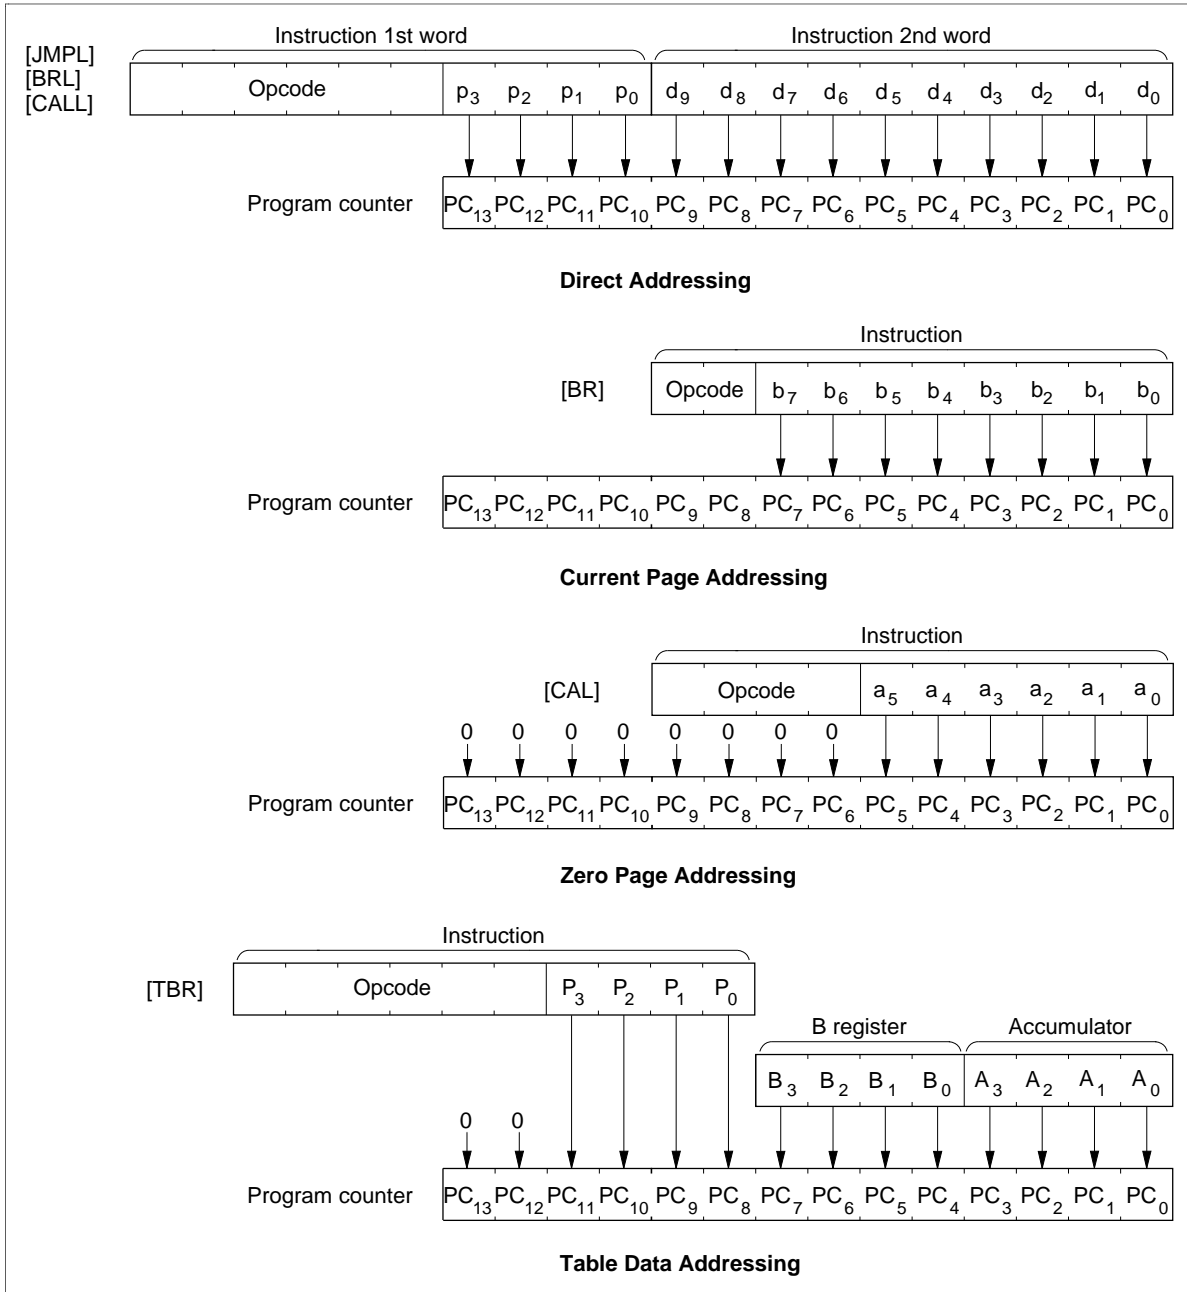 Instruction 1st word Instruction 2nd word
[JMPL]
[BRL]
[CALL]
Opcode p3 p2 p1 p0 d9 d8 d7 d6 d5 d4 d3 d2 d1 d0
Program counter PC13 PC12 PC11 PC10 PC9 PC8 PC7 PC6 PC5 PC4 PC3 PC2 PC1 PC0
Direct Addressing
Instruction
[BR] Opcode b7 b6 b5 b4 b3 b2 b1 b0
Program counter PC13 PC12 PC11 PC10 PC9 PC8 PC7 PC6 PC5 PC4 PC3 PC2 PC1 PC0
Current Page Addressing
Instruction
[CAL] Opcode a5 a4 a3 a2 a1 a0
0 0 0 0 0 0 0 0
Program counter PC13 PC12 PC11 PC10 PC9 PC8 PC7 PC6 PC5 PC4 PC3 PC2 PC1 PC0
Zero Page Addressing
Instruction
[TBR] Opcode P3 P2 P1 P0
B register Accumulator
B3 B2 B1 B0 A3 A2 A1 A0
0 0
Program counter PC13 PC12 PC11 PC10 PC9 PC8 PC7 PC6 PC5 PC4 PC3 PC2 PC1 PC0
Table Data Addressing